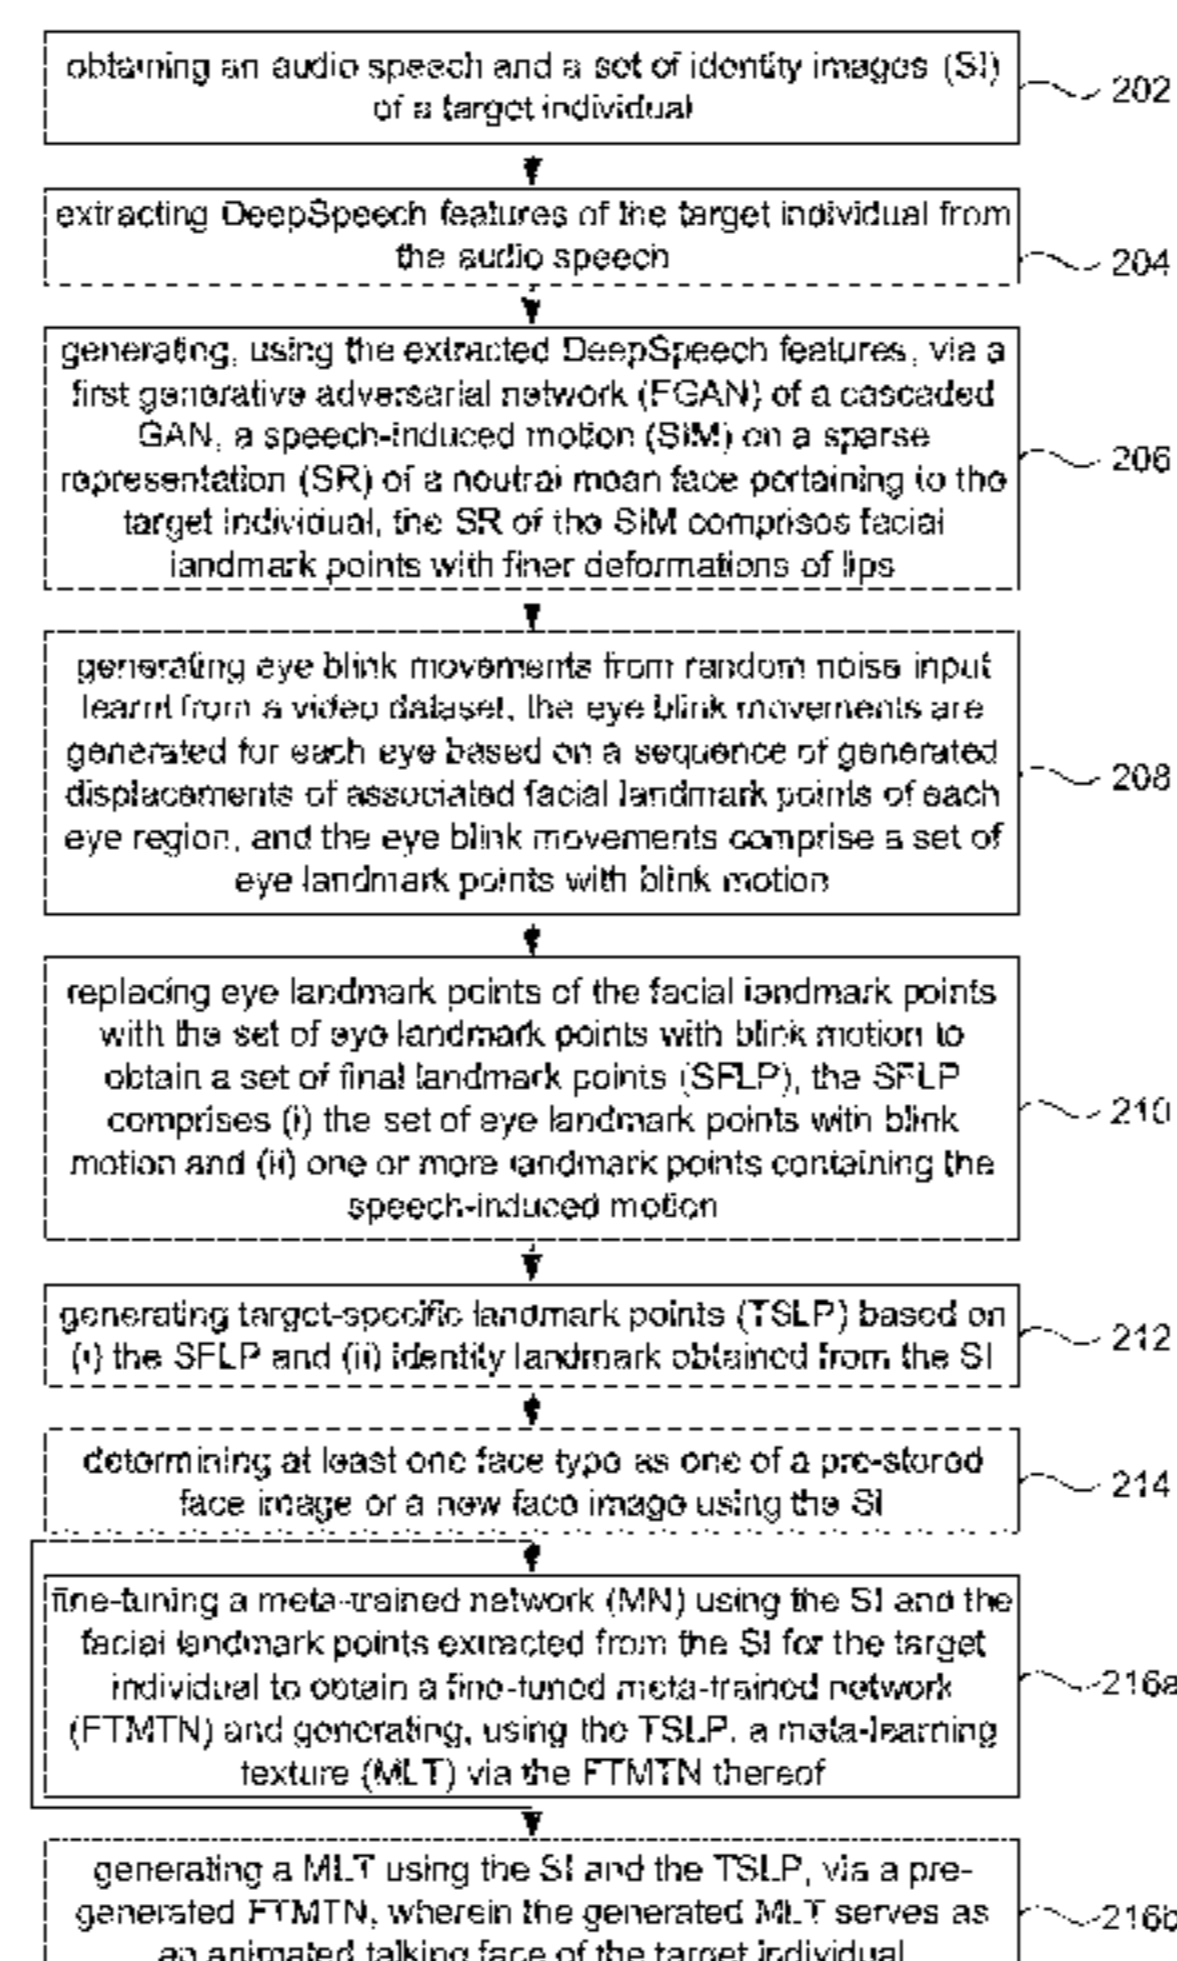 obtaining an audio speech and a set of identity images (SI)
of a target individual
202
extracting DeepSpeech features of the target individual from
the audio speech
204
generating, using the extracted DeepSpeech features, via a
first generative adversarial network (FGAN) of a cascaded
GAN, a speech-induced motion (SIM) on a sparse
representation (SR) of a neutral mean face pertaining to the
target individual, the SR of the SIM comprises facial
landmark points with finer deformations of lips
206
generating eye blink movements from random noise input
learnt from a video dataset, the eye blink movements are
generated for each eye based on a sequence of generated
displacements of associated facial landmark points of each
eye region, and the eye blink movements comprise a set of
eye landmark points with blink motion
208
replacing eye landmark points of the facial landmark points
with the set of eye landmark points with blink motion to
obtain a set of final landmark points (SFLP), the SFLP
comprises (i) the set of eye landmark points with blink
motion and (ii) one or more landmark points containing the
speech-induced motion
210
generating target-specific landmark points (TSLP) based on
(i) the SFLP and (ii) identity landmark obtained from the SI
212
determining at least one face type as one of a pre-stored
face image or a new face image using the SI
214
fine-tuning a meta-trained network (MN) using the SI and the
facial landmark points extracted from the SI for the target
individual to obtain a fine-tuned meta-trained network
(FTMTN) and generating, using the TSLP, a meta-learning
texture (MLT) via the FTMTN thereof
216a
generating a MLT using the SI and the TSLP, via a pre-
generated FTMTN, wherein the generated MLT serves as
an animated talking face of the target individual
216b